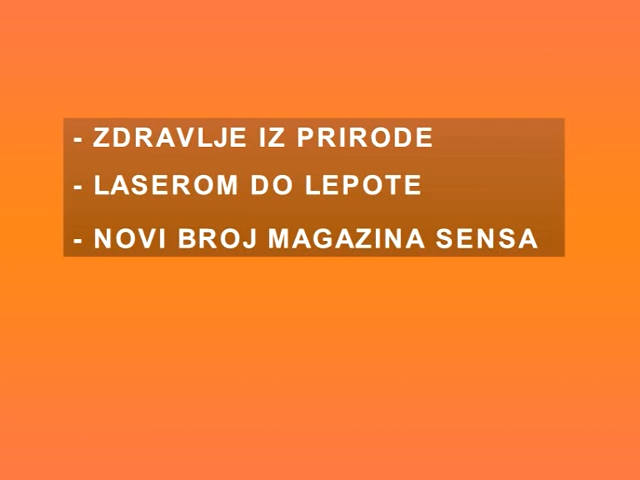 - ZDRAVLJE IZ PRIRODE
- LASEROM DO LEPOTE
- NOVI BROJ MAGAZINA SENSA